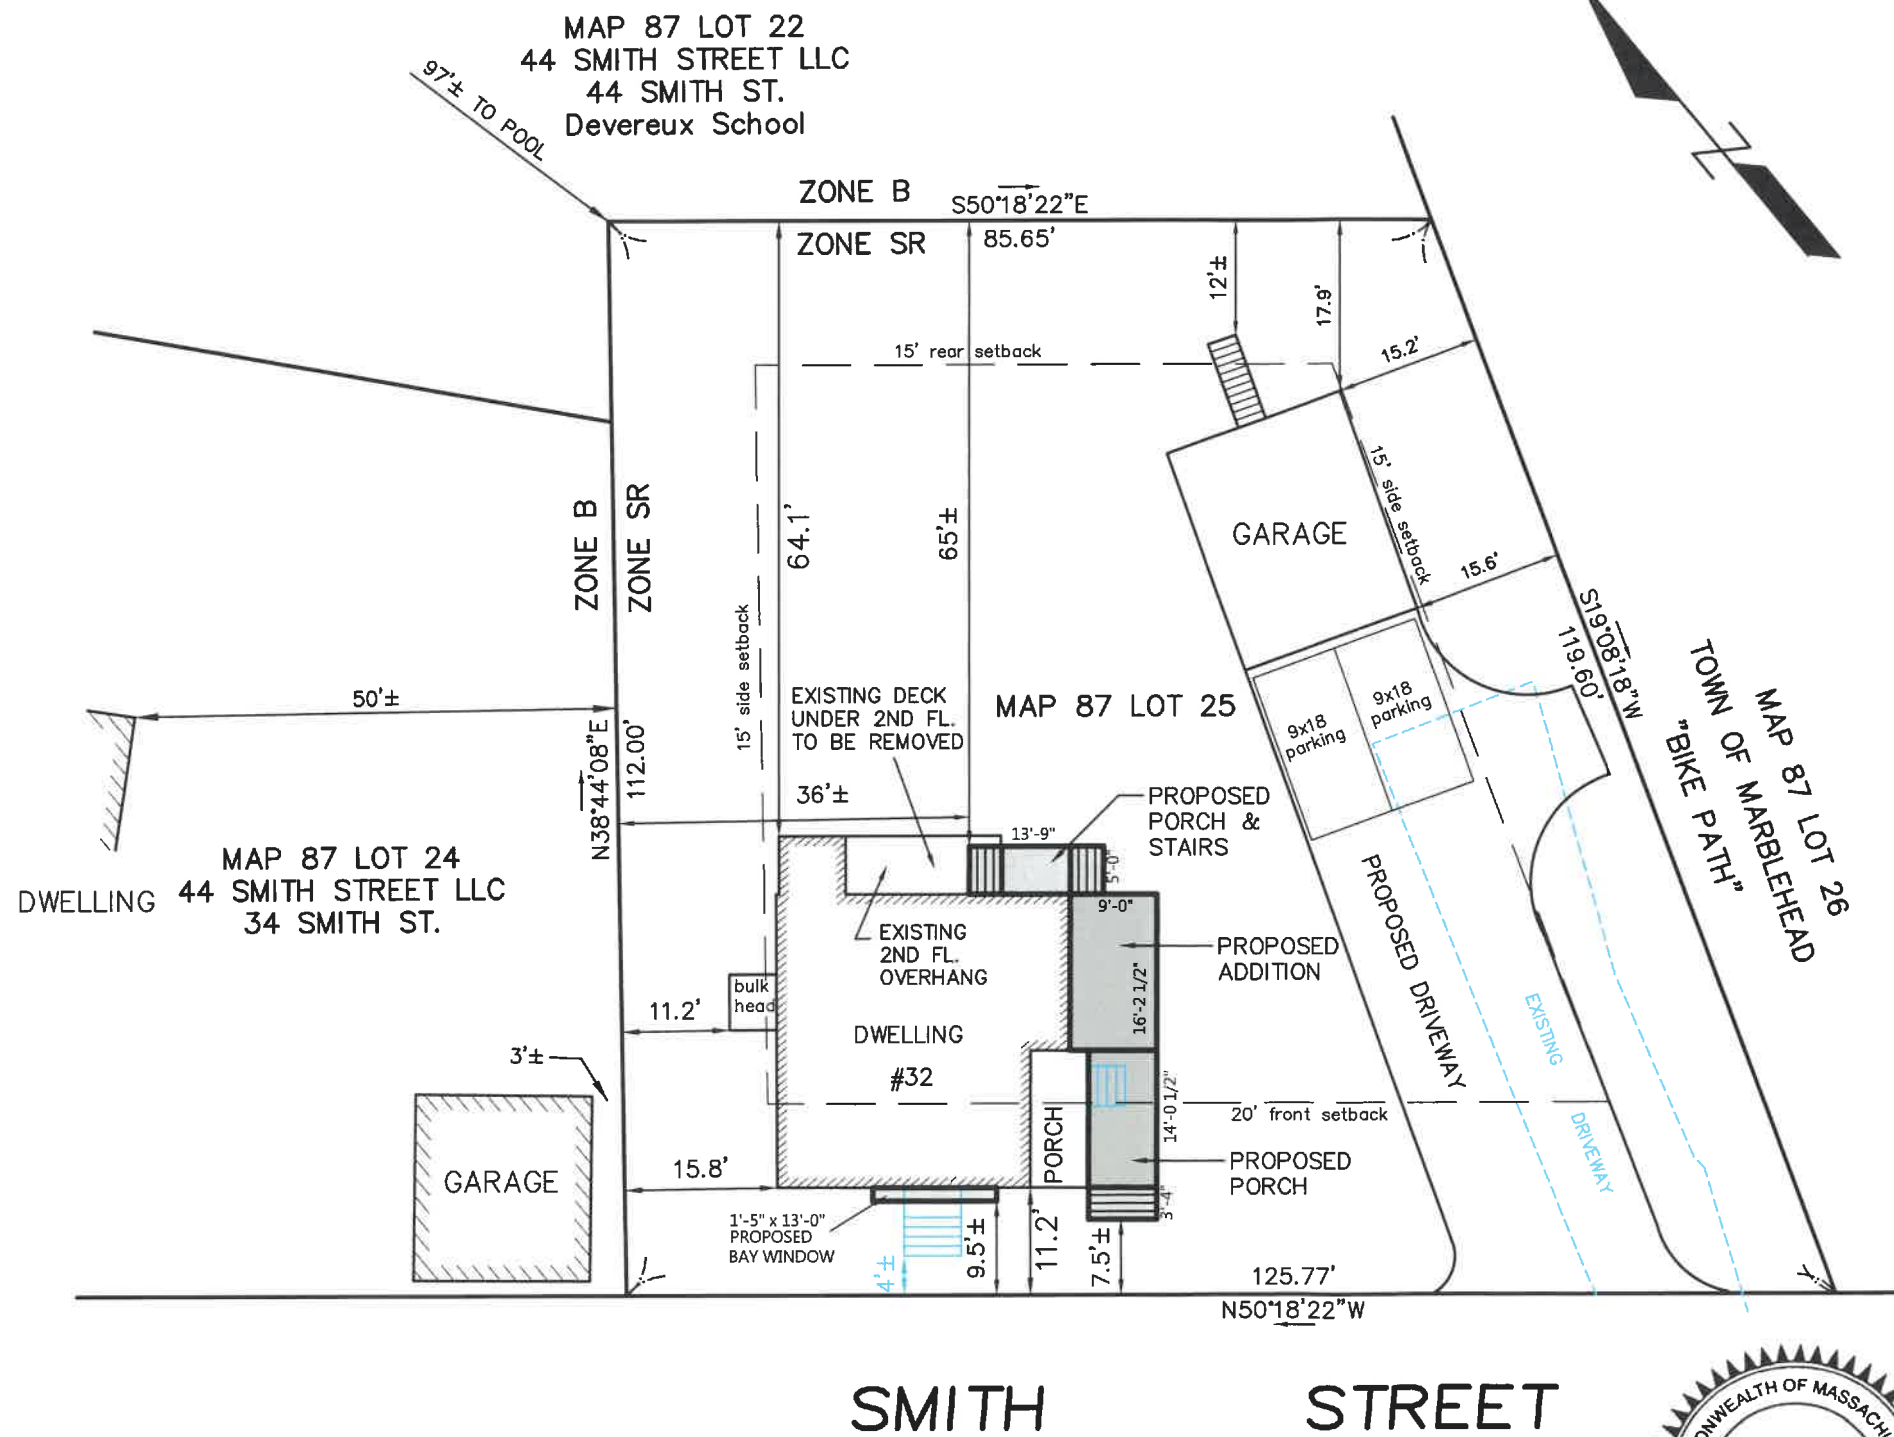 MAP 87 LOT 22
44 SMITH STREET LLC
44 SMITH ST.
Devereux School
97'± TO POOL
ZONE B
S50°18'22"E
ZONE SR
85.65'
12'±
17.9'
15.2'
15' rear setback
15' side setback
GARAGE
15.6'
S19°08'18"W
119.60'
ZONE B
ZONE SR
64.1'
65'±
15' side setback
50'±
N38°44'08"E
112.00'
EXISTING DECK
UNDER 2ND FL.
TO BE REMOVED
MAP 87 LOT 25
9x18
parking
9x18
parking
MAP 87 LOT 26
TOWN OF MARBLEHEAD
"BIKE PATH"
36'±
13'-9"
5'-0"
PROPOSED
PORCH &
STAIRS
MAP 87 LOT 24
44 SMITH STREET LLC
34 SMITH ST.
DWELLING
9'-0"
EXISTING
2ND FL.
OVERHANG
PROPOSED
ADDITION
16'-2 1/2"
PROPOSED DRIVEWAY
EXISTING
DRIVEWAY
bulk
head
11.2'
DWELLING
#32
3'±
GARAGE
PORCH
14'-0 1/2"
20' front setback
15.8'
PROPOSED
PORCH
3'-4"
1'-5" x 13'-0"
PROPOSED
BAY WINDOW
4'±
9.5'±
11.2'
7.5'±
125.77'
N50°18'22"W
SMITH STREET
ONWEALTH OF MASSACHU